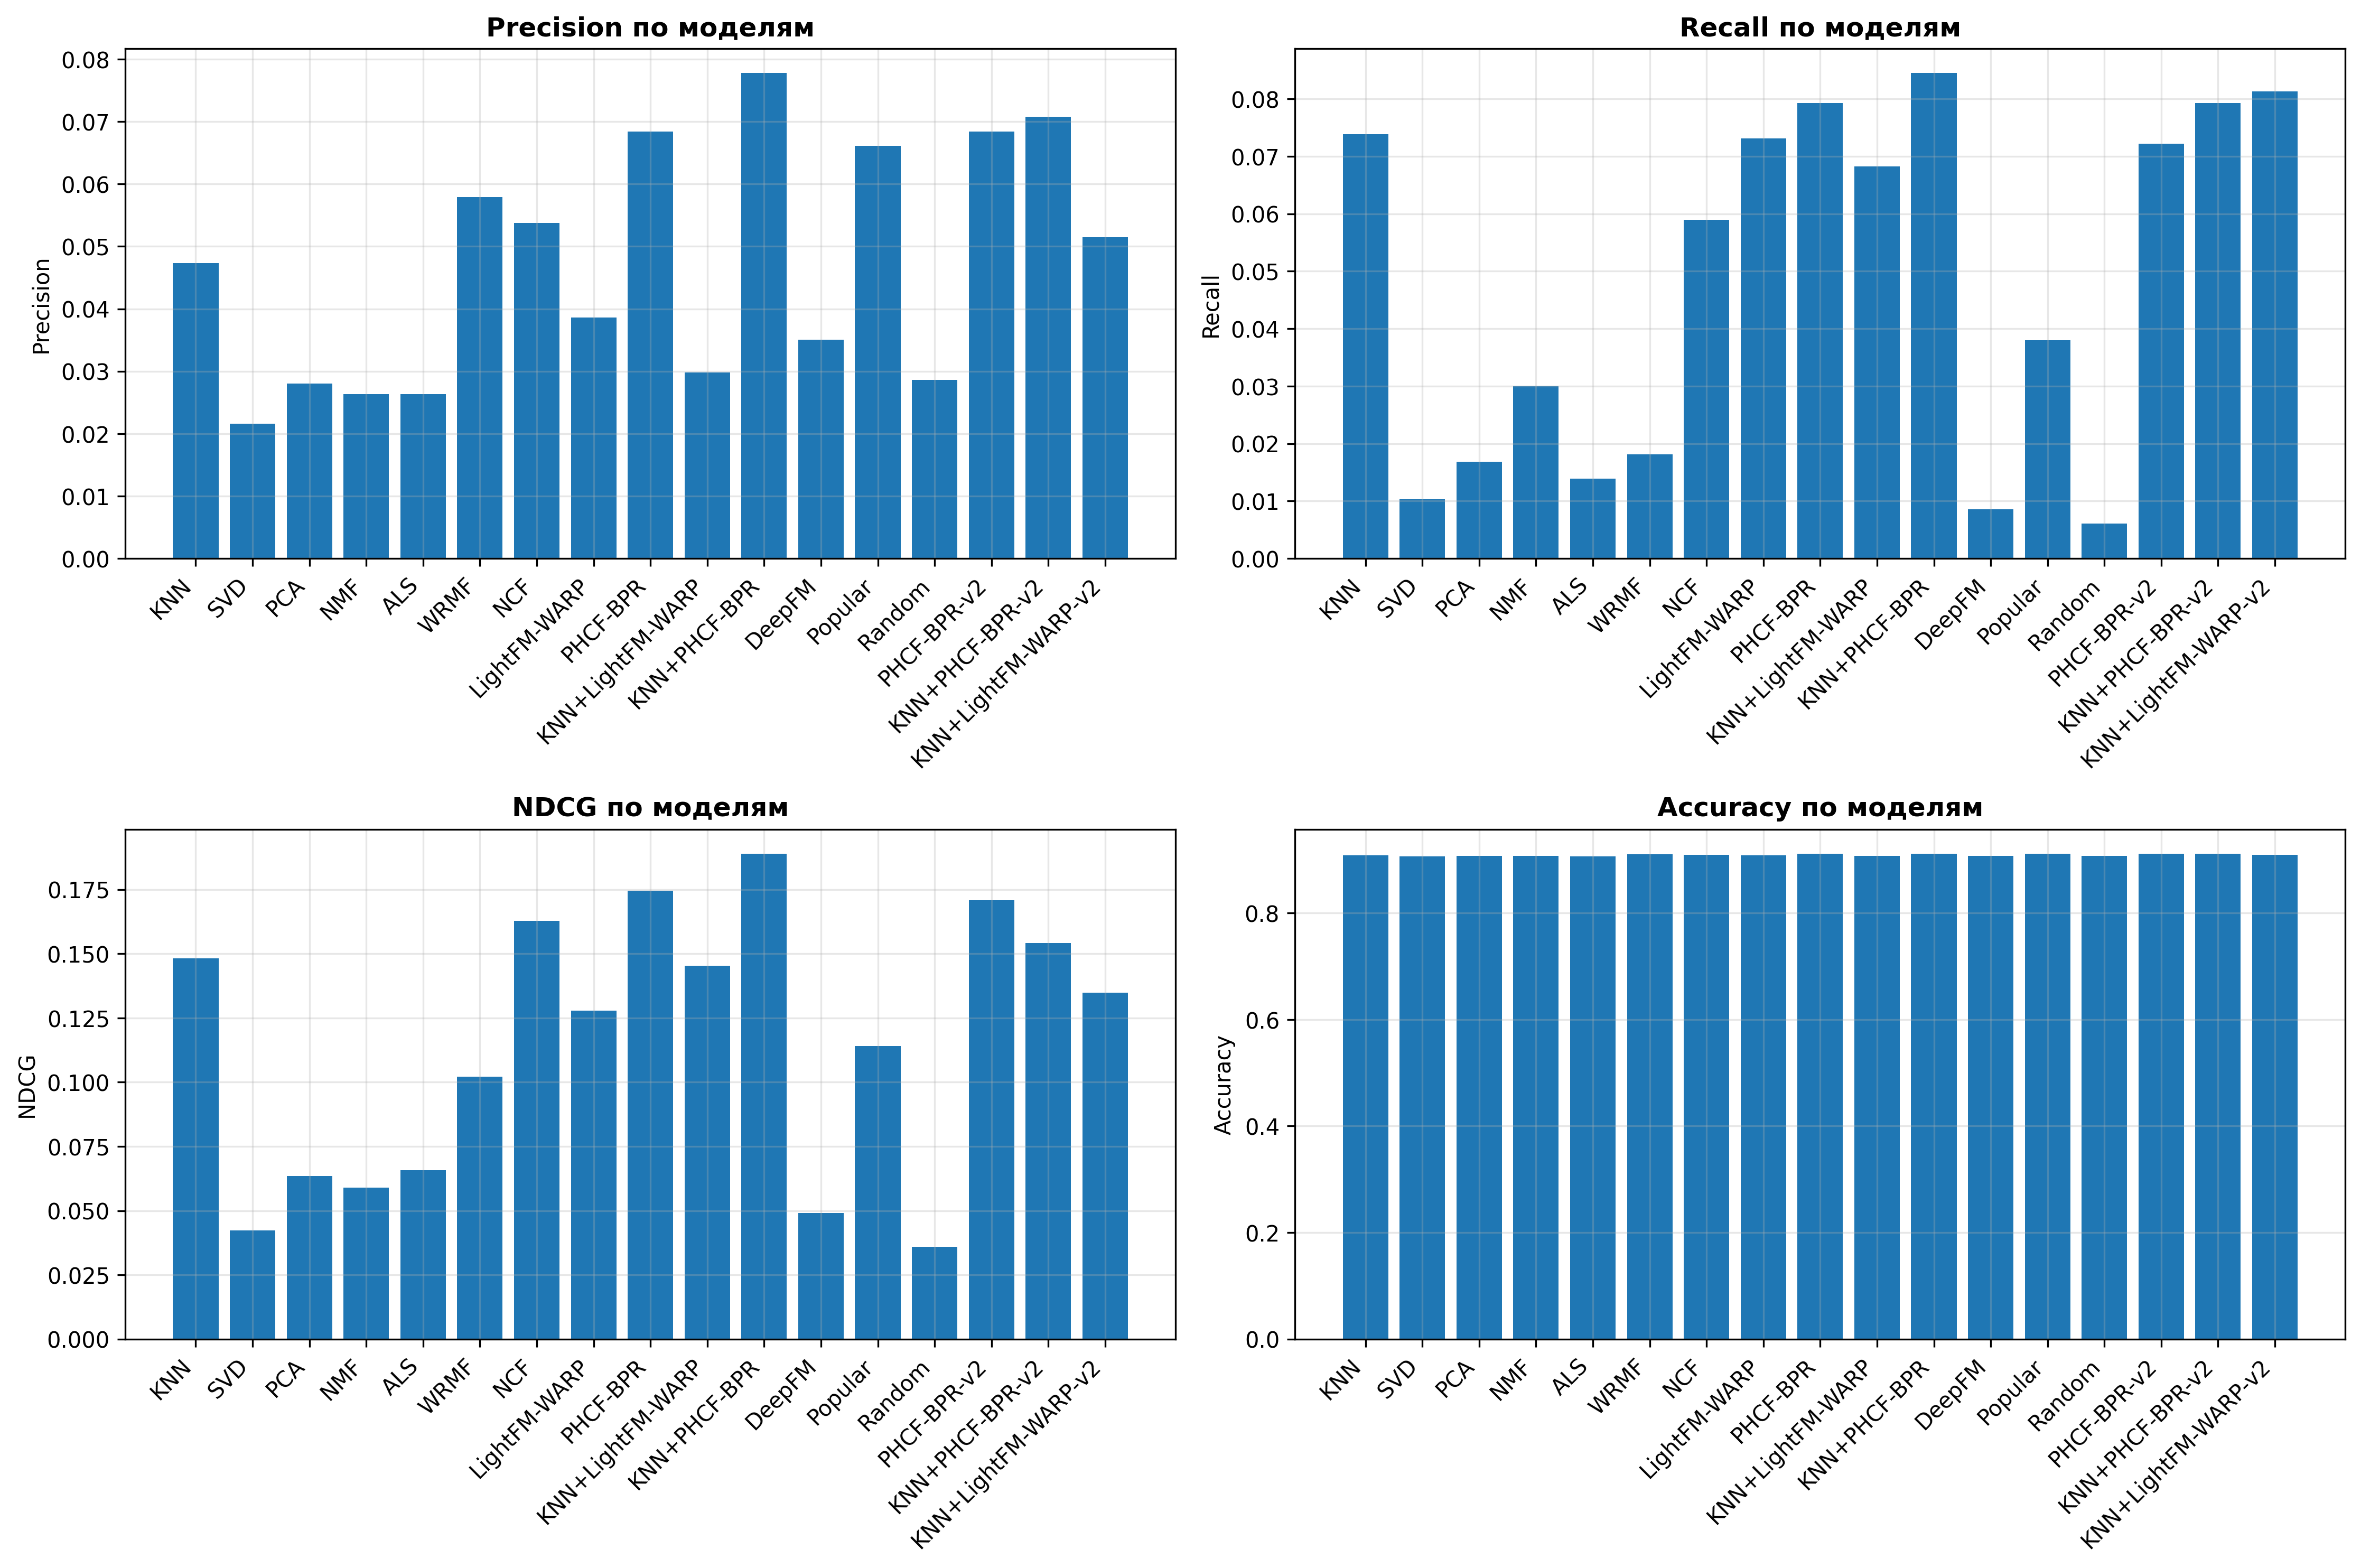 Precision по моделям
Precision
0.08
0.07
0.06
0.05
0.04
0.03
0.02
0.01
0.00
KNN
SVD
PCA
NMF
ALS
WRMF
NCF
LightFM-WARP
PHCF-BPR
KNN+LightFM-WARP
KNN+PHCF-BPR
DeepFM
Popular
Random
PHCF-BPR-v2
KNN+PHCF-BPR-v2
KNN+LightFM-WARP-v2
Recall по моделям
Recall
0.08
0.07
0.06
0.05
0.04
0.03
0.02
0.01
0.00
KNN
SVD
PCA
NMF
ALS
WRMF
NCF
LightFM-WARP
PHCF-BPR
KNN+LightFM-WARP
KNN+PHCF-BPR
DeepFM
Popular
Random
PHCF-BPR-v2
KNN+PHCF-BPR-v2
KNN+LightFM-WARP-v2
NDCG по моделям
NDCG
0.175
0.150
0.125
0.100
0.075
0.050
0.025
0.000
KNN
SVD
PCA
NMF
ALS
WRMF
NCF
LightFM-WARP
PHCF-BPR
KNN+LightFM-WARP
KNN+PHCF-BPR
DeepFM
Popular
Random
PHCF-BPR-v2
KNN+PHCF-BPR-v2
KNN+LightFM-WARP-v2
Accuracy по моделям
Accuracy
0.8
0.6
0.4
0.2
0.0
KNN
SVD
PCA
NMF
ALS
WRMF
NCF
LightFM-WARP
PHCF-BPR
KNN+LightFM-WARP
KNN+PHCF-BPR
DeepFM
Popular
Random
PHCF-BPR-v2
KNN+PHCF-BPR-v2
KNN+LightFM-WARP-v2